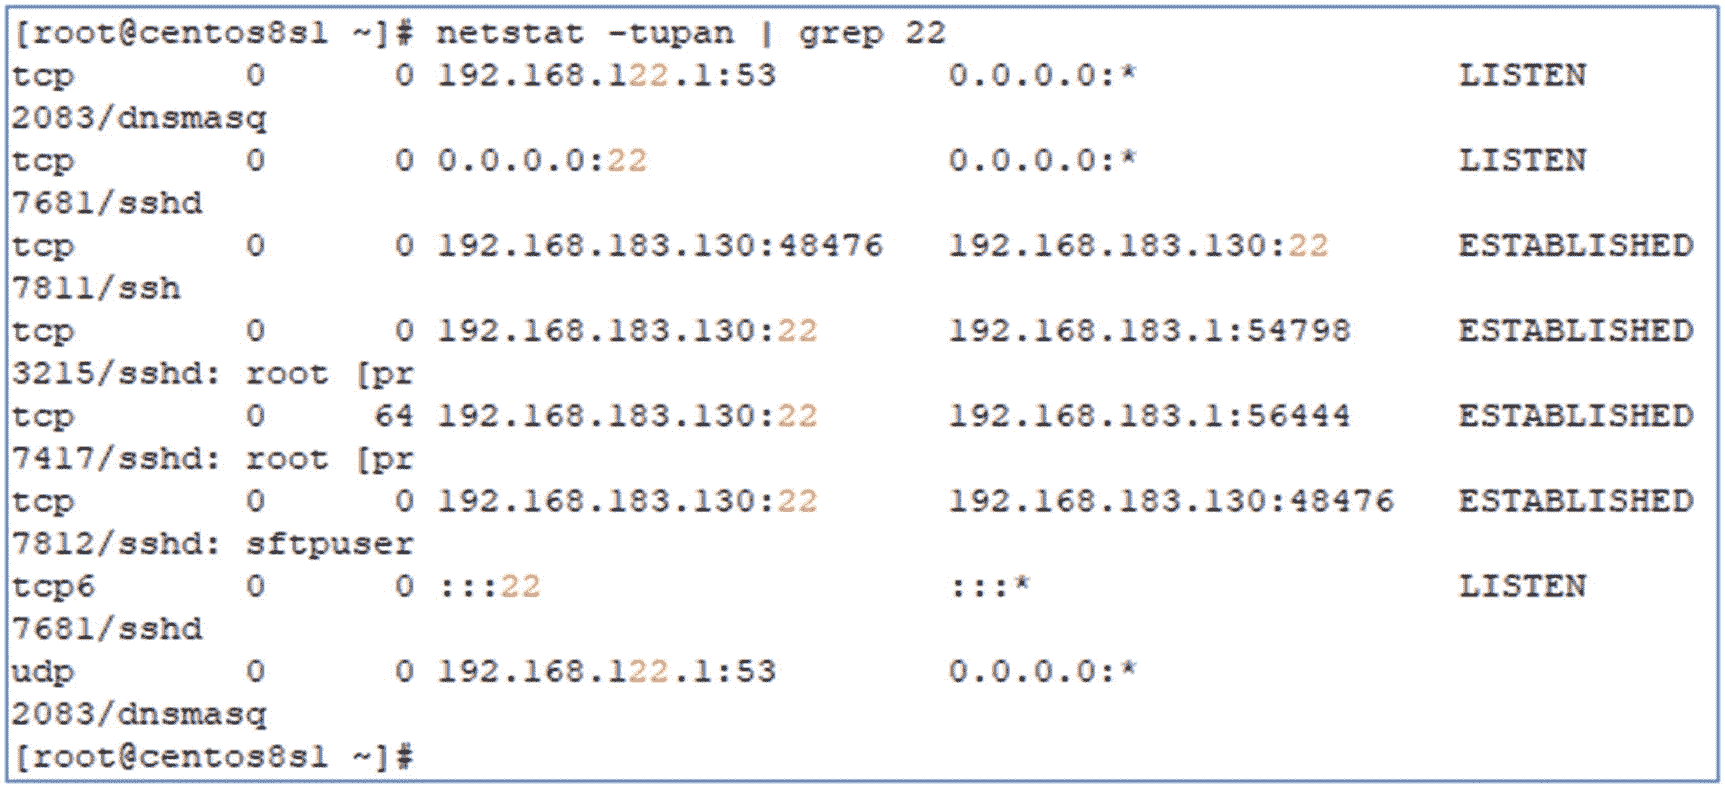 [root@centos8s1 ~]# netstat -tupan | grep 22
tcp 0 0 192.168.122.1:53 0.0.0.0:* LISTEN
2083/dnsmasq
tcp 0 0 0.0.0.0:22 0.0.0.0:* LISTEN
7681/sshd
tcp 0 0 192.168.183.130:48476 192.168.183.130:22 ESTABLISHED
7811/ssh
tcp 0 0 192.168.183.130:22 192.168.183.1:54798 ESTABLISHED
3215/sshd: root [pr
tcp 0 64 192.168.183.130:22 192.168.183.1:56444 ESTABLISHED
7417/sshd: root [pr
tcp 0 0 192.168.183.130:22 192.168.183.130:48476 ESTABLISHED
7812/sshd: sftpuser
tcp6 0 0 :::22 :::* LISTEN
7681/sshd
udp 0 0 192.168.122.1:53 0.0.0.0:*
2083/dnsmasq
[root@centos8s1 ~]#